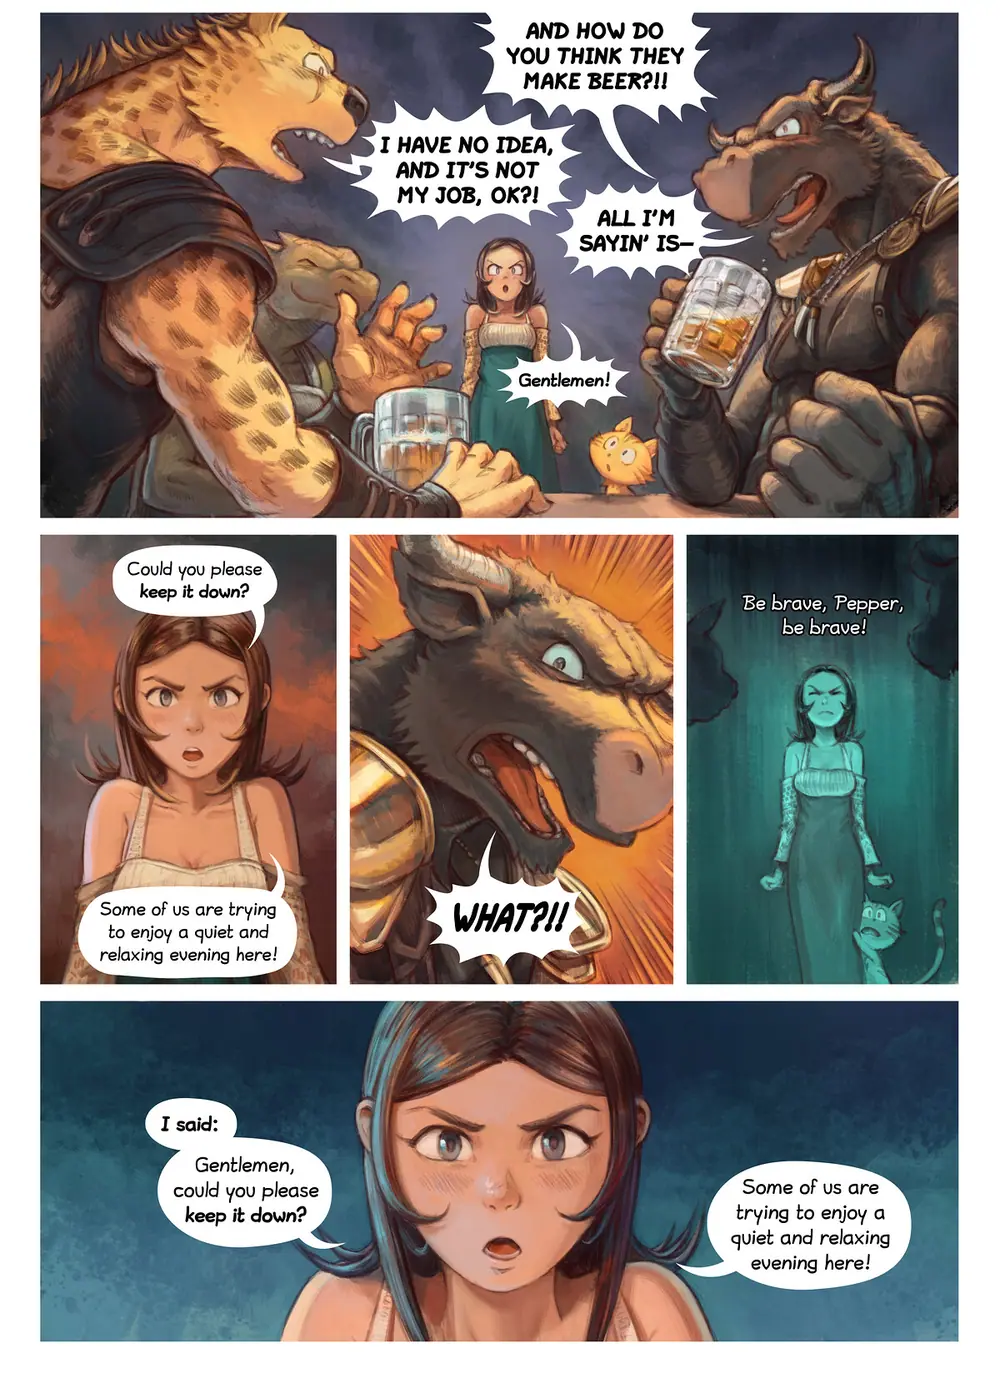 AND HOW DO
YOU THINK THEY
MAKE BEER?!!
I HAVE NO IDEA,
AND IT'S NOT
MY JOB, OK?!
ALL I'M
SAYIN' IS—
Gentlemen!
Could you please
keep it down?
Some of us are trying
to enjoy a quiet and
relaxing evening here!
WHAT?!!
Be brave, Pepper,
be brave!
I said:
Gentlemen,
could you please
keep it down?
Some of us are
trying to enjoy a
quiet and relaxing
evening here!